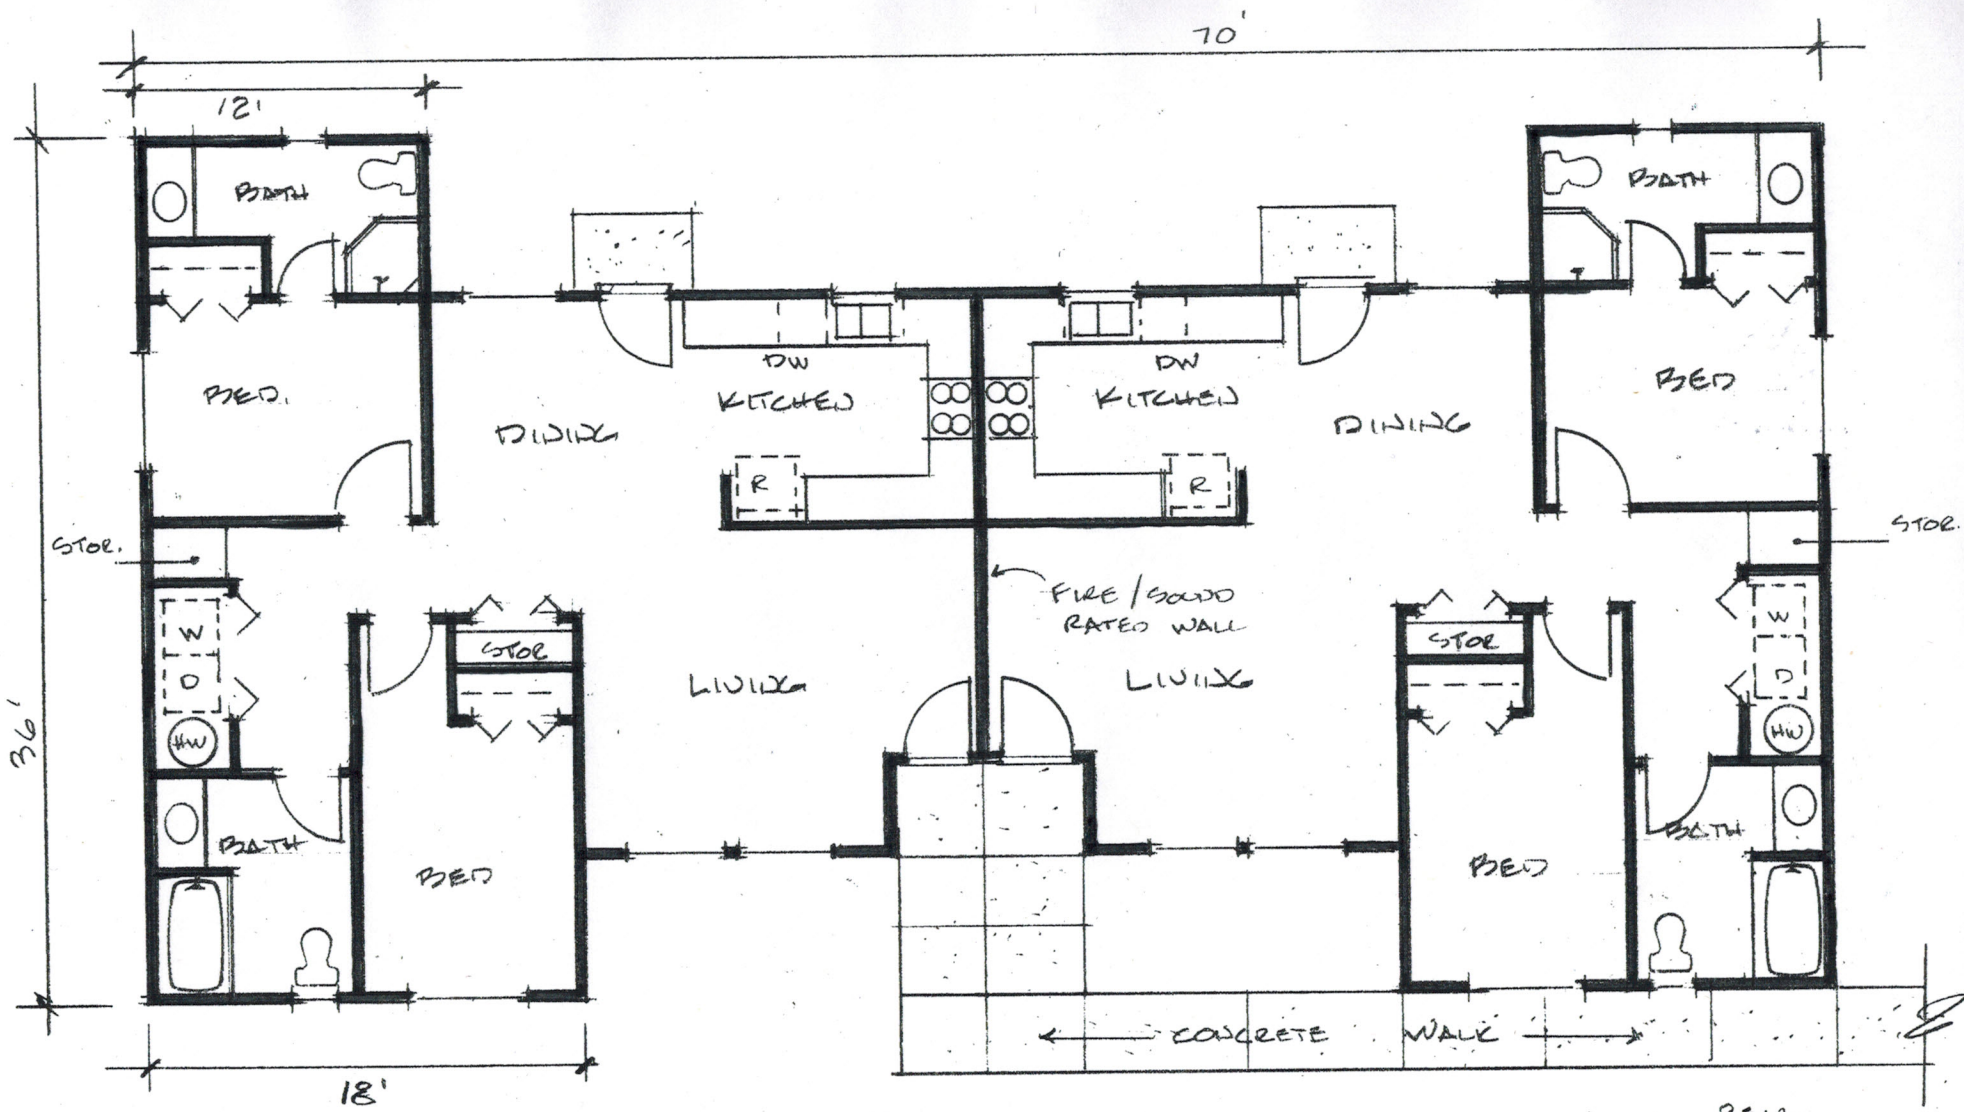 70'
12'
BATH
BATH
BED.
DW
KITCHEN
DW
KITCHEN
BED
DINING
DINING
R
R
STOR.
STOR.
FIRE/SOUND
RATED WALL
W
D
HW
STOR
LIVING
LIVING
STOR
W
D
HW
36'
BATH
BED
BED
BATH
CONCRETE WALK
18'